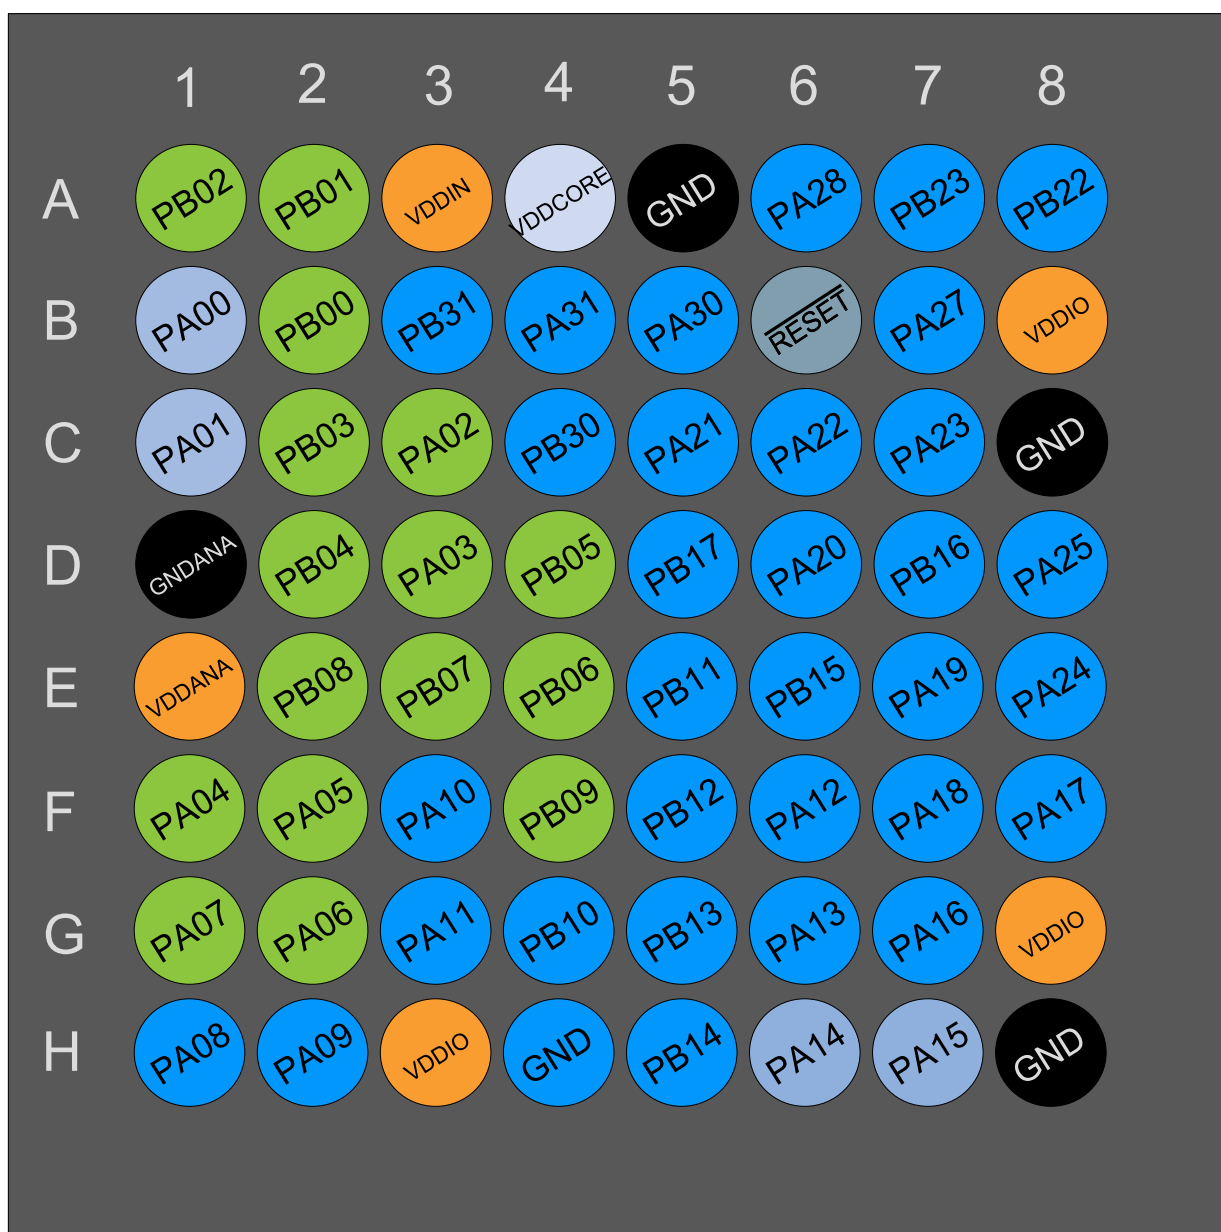 1 2 3 4 5 6 7 8
A PB02 PB01 VDDIN VDDCORE GND PA28 PB23 PB22
B PA00 PB00 PB31 PA31 PA30 RESET PA27 VDDIO
C PA01 PB03 PA02 PB30 PA21 PA22 PA23 GND
D GNDANA PB04 PA03 PB05 PB17 PA20 PB16 PA25
E VDDANA PB08 PB07 PB06 PB11 PB15 PA19 PA24
F PA04 PA05 PA10 PB09 PB12 PA12 PA18 PA17
G PA07 PA06 PA11 PB10 PB13 PA13 PA16 VDDIO
H PA08 PA09 VDDIO GND PB14 PA14 PA15 GND